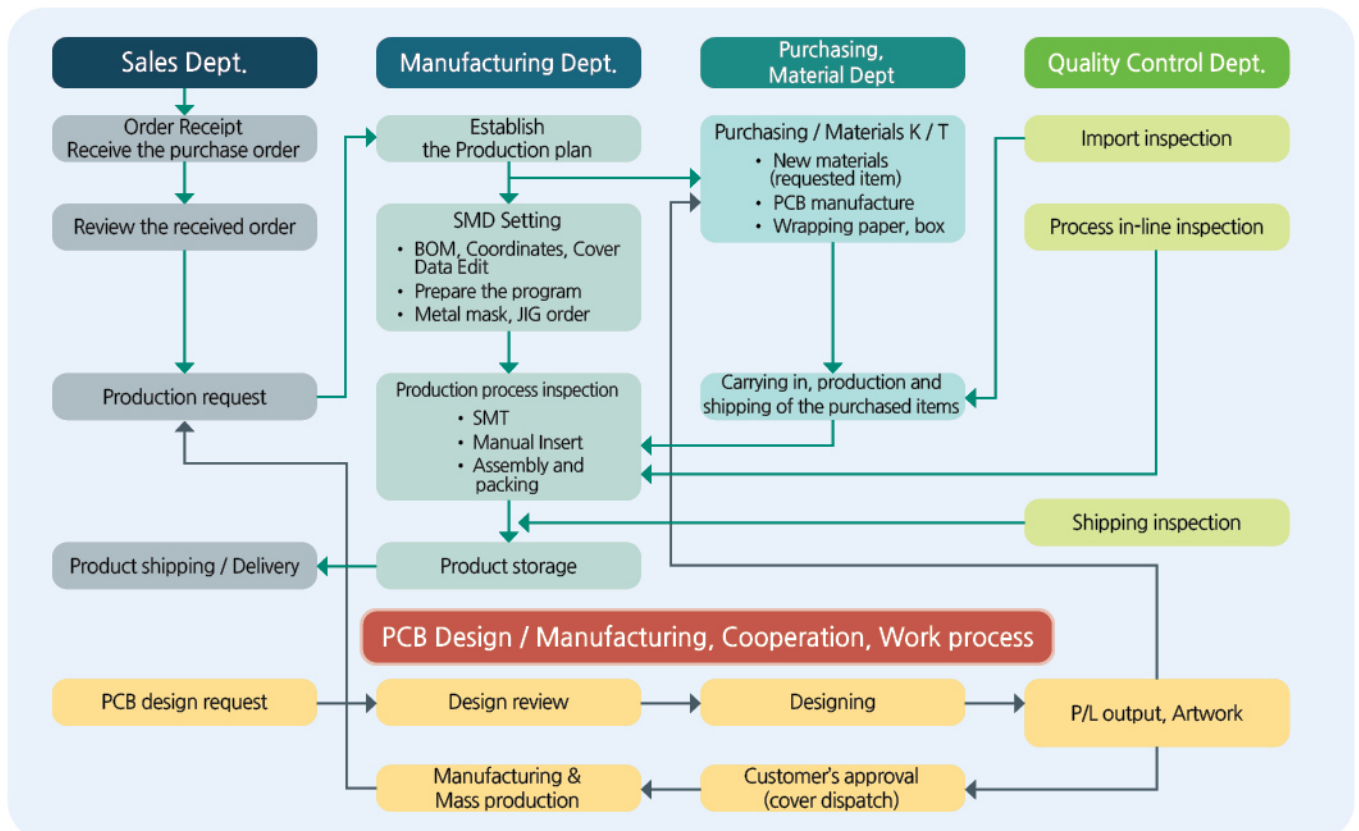 Sales Dept.
Manufacturing Dept.
Purchasing,
Material Dept
Quality Control Dept.
Order Receipt
Receive the purchase order
Review the received order
Production request
Product shipping / Delivery
Establish
the Production plan
SMD Setting
• BOM, Coordinates, Cover
Data Edit
• Prepare the program
• Metal mask, JIG order
Production process inspection
• SMT
• Manual Insert
• Assembly and
packing
Product storage
Purchasing / Materials K / T
• New materials
(requested item)
• PCB manufacture
• Wrapping paper, box
Carrying in, production and
shipping of the purchased items
Import inspection
Process in-line inspection
Shipping inspection
PCB Design / Manufacturing, Cooperation, Work process
PCB design request
Design review
Designing
P/L output, Artwork
Manufacturing &
Mass production
Customer's approval
(cover dispatch)